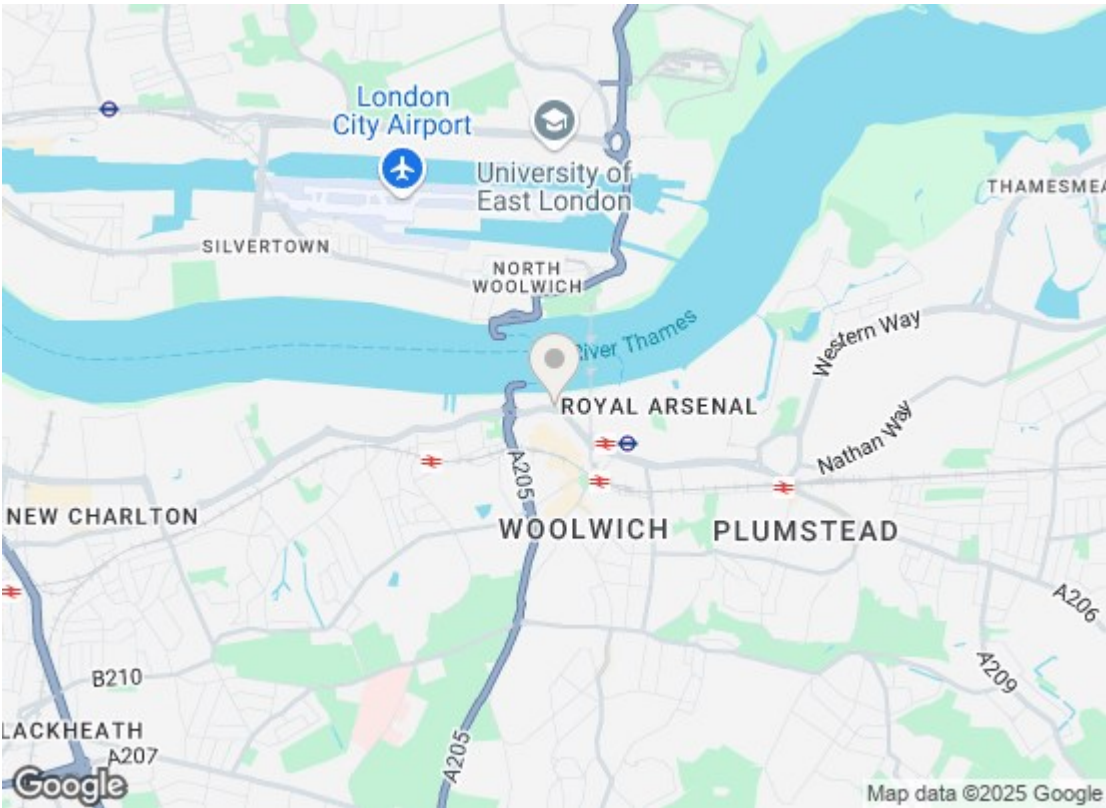 London
City Airport
University of
East London
THAMESMEA
SILVERTOWN
NORTH
WOOLWICH
River Thames
Western Way
ROYAL ARSENAL
Nathan Way
A205
NEW CHARLTON
WOOLWICH
PLUMSTEAD
A206
A209
B210
LACKHEATH
A207
A205
Google
Map data ©2025 Google